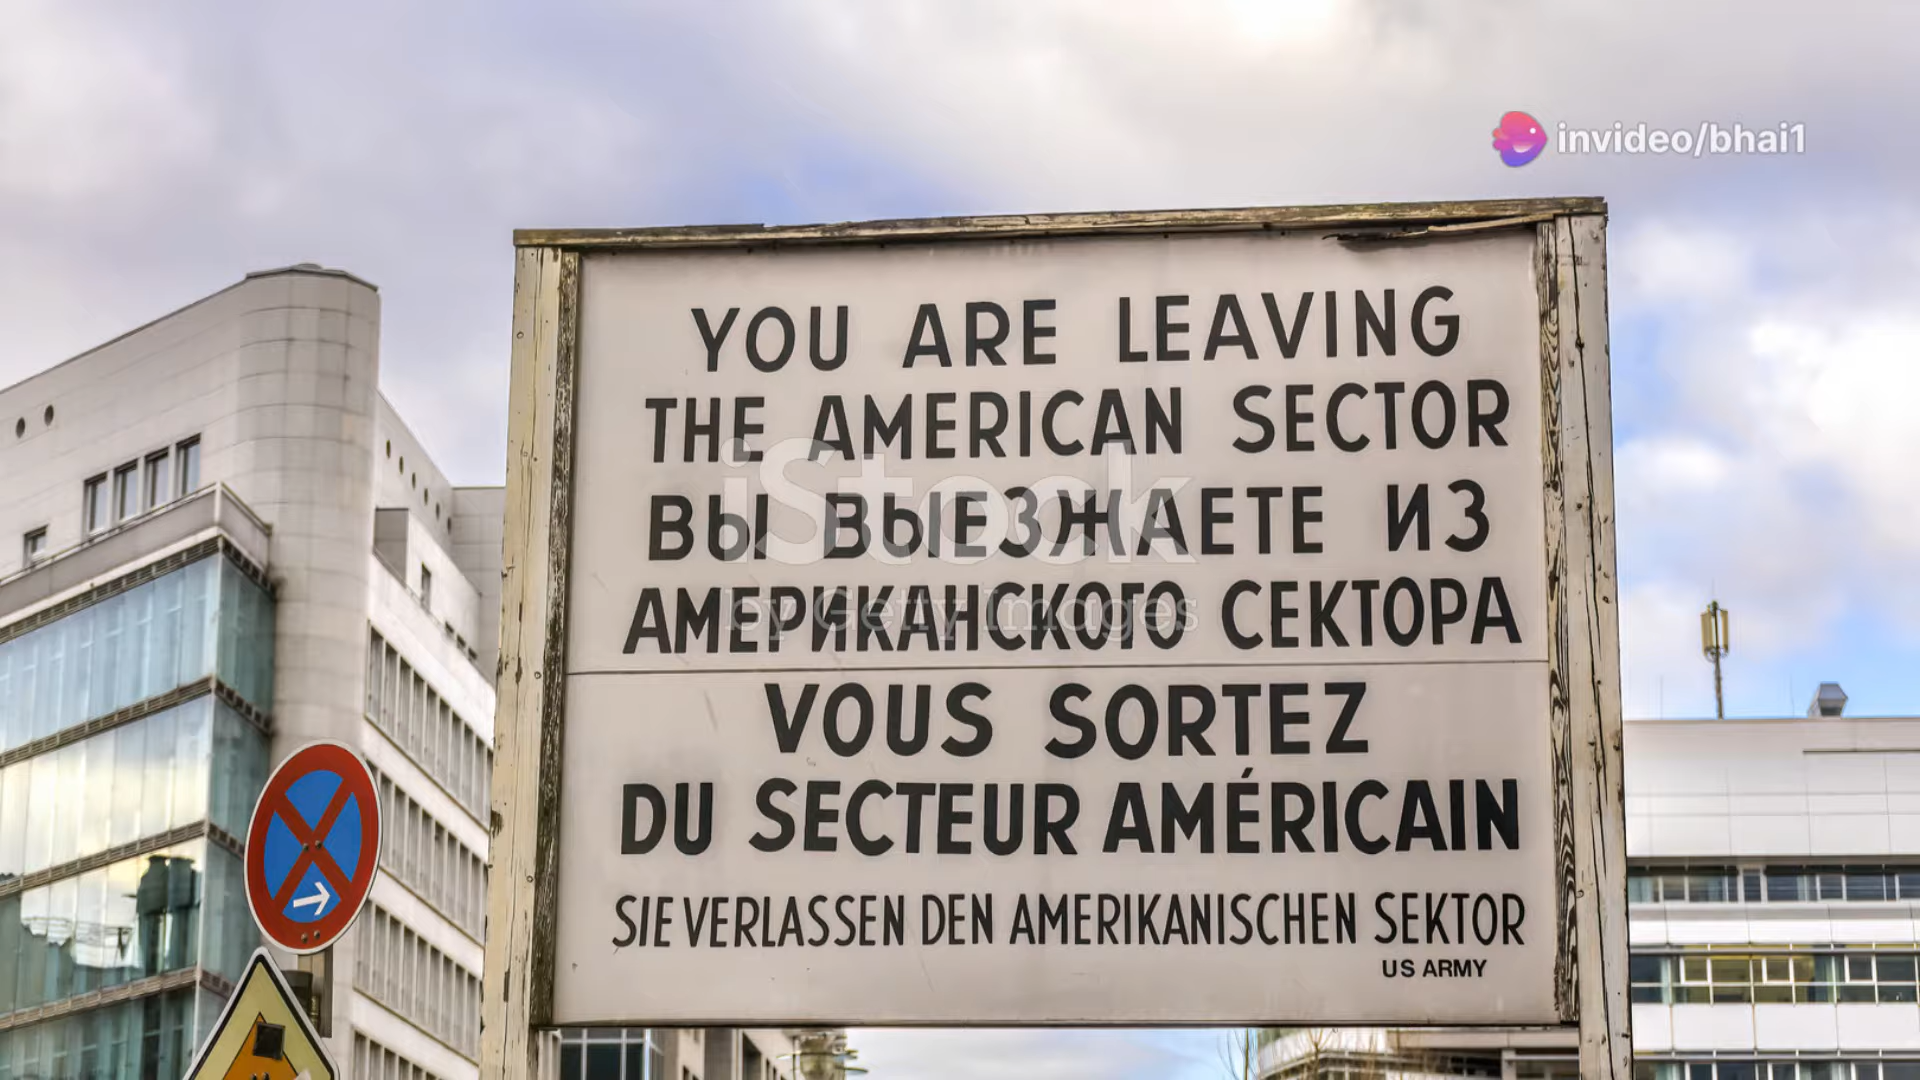 invideo/bhai1
YOU ARE LEAVING
THE AMERICAN SECTOR
ВЫ ВЫЕЗЖАЕТЕ ИЗ
АМЕРИКАНСКОГО СЕКТОРА
VOUS SORTEZ
DU SECTEUR AMÉRICAIN
SIE VERLASSEN DEN AMERIKANISCHEN SEKTOR
US ARMY
iStock
by Getty Images